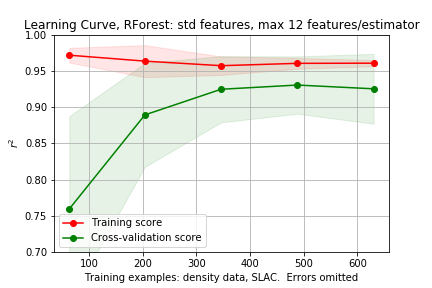 Learning Curve, RForest: std features, max 12 features/estimator
1.00
0.95
0.90
0.85
0.80
0.75
0.70
r²
Training score
Cross-validation score
100 200 300 400 500 600
Training examples: density data, SLAC.  Errors omitted